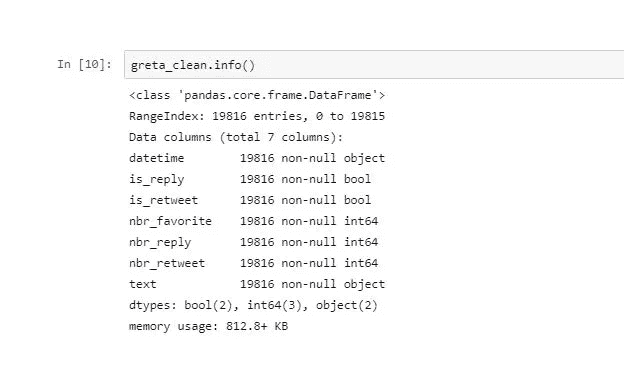 In [10]: greta_clean.info()
<class 'pandas.core.frame.DataFrame'>
RangeIndex: 19816 entries, 0 to 19815
Data columns (total 7 columns):
datetime        19816 non-null object
is_reply        19816 non-null bool
is_retweet      19816 non-null bool
nbr_favorite    19816 non-null int64
nbr_reply       19816 non-null int64
nbr_retweet     19816 non-null int64
text            19816 non-null object
dtypes: bool(2), int64(3), object(2)
memory usage: 812.8+ KB